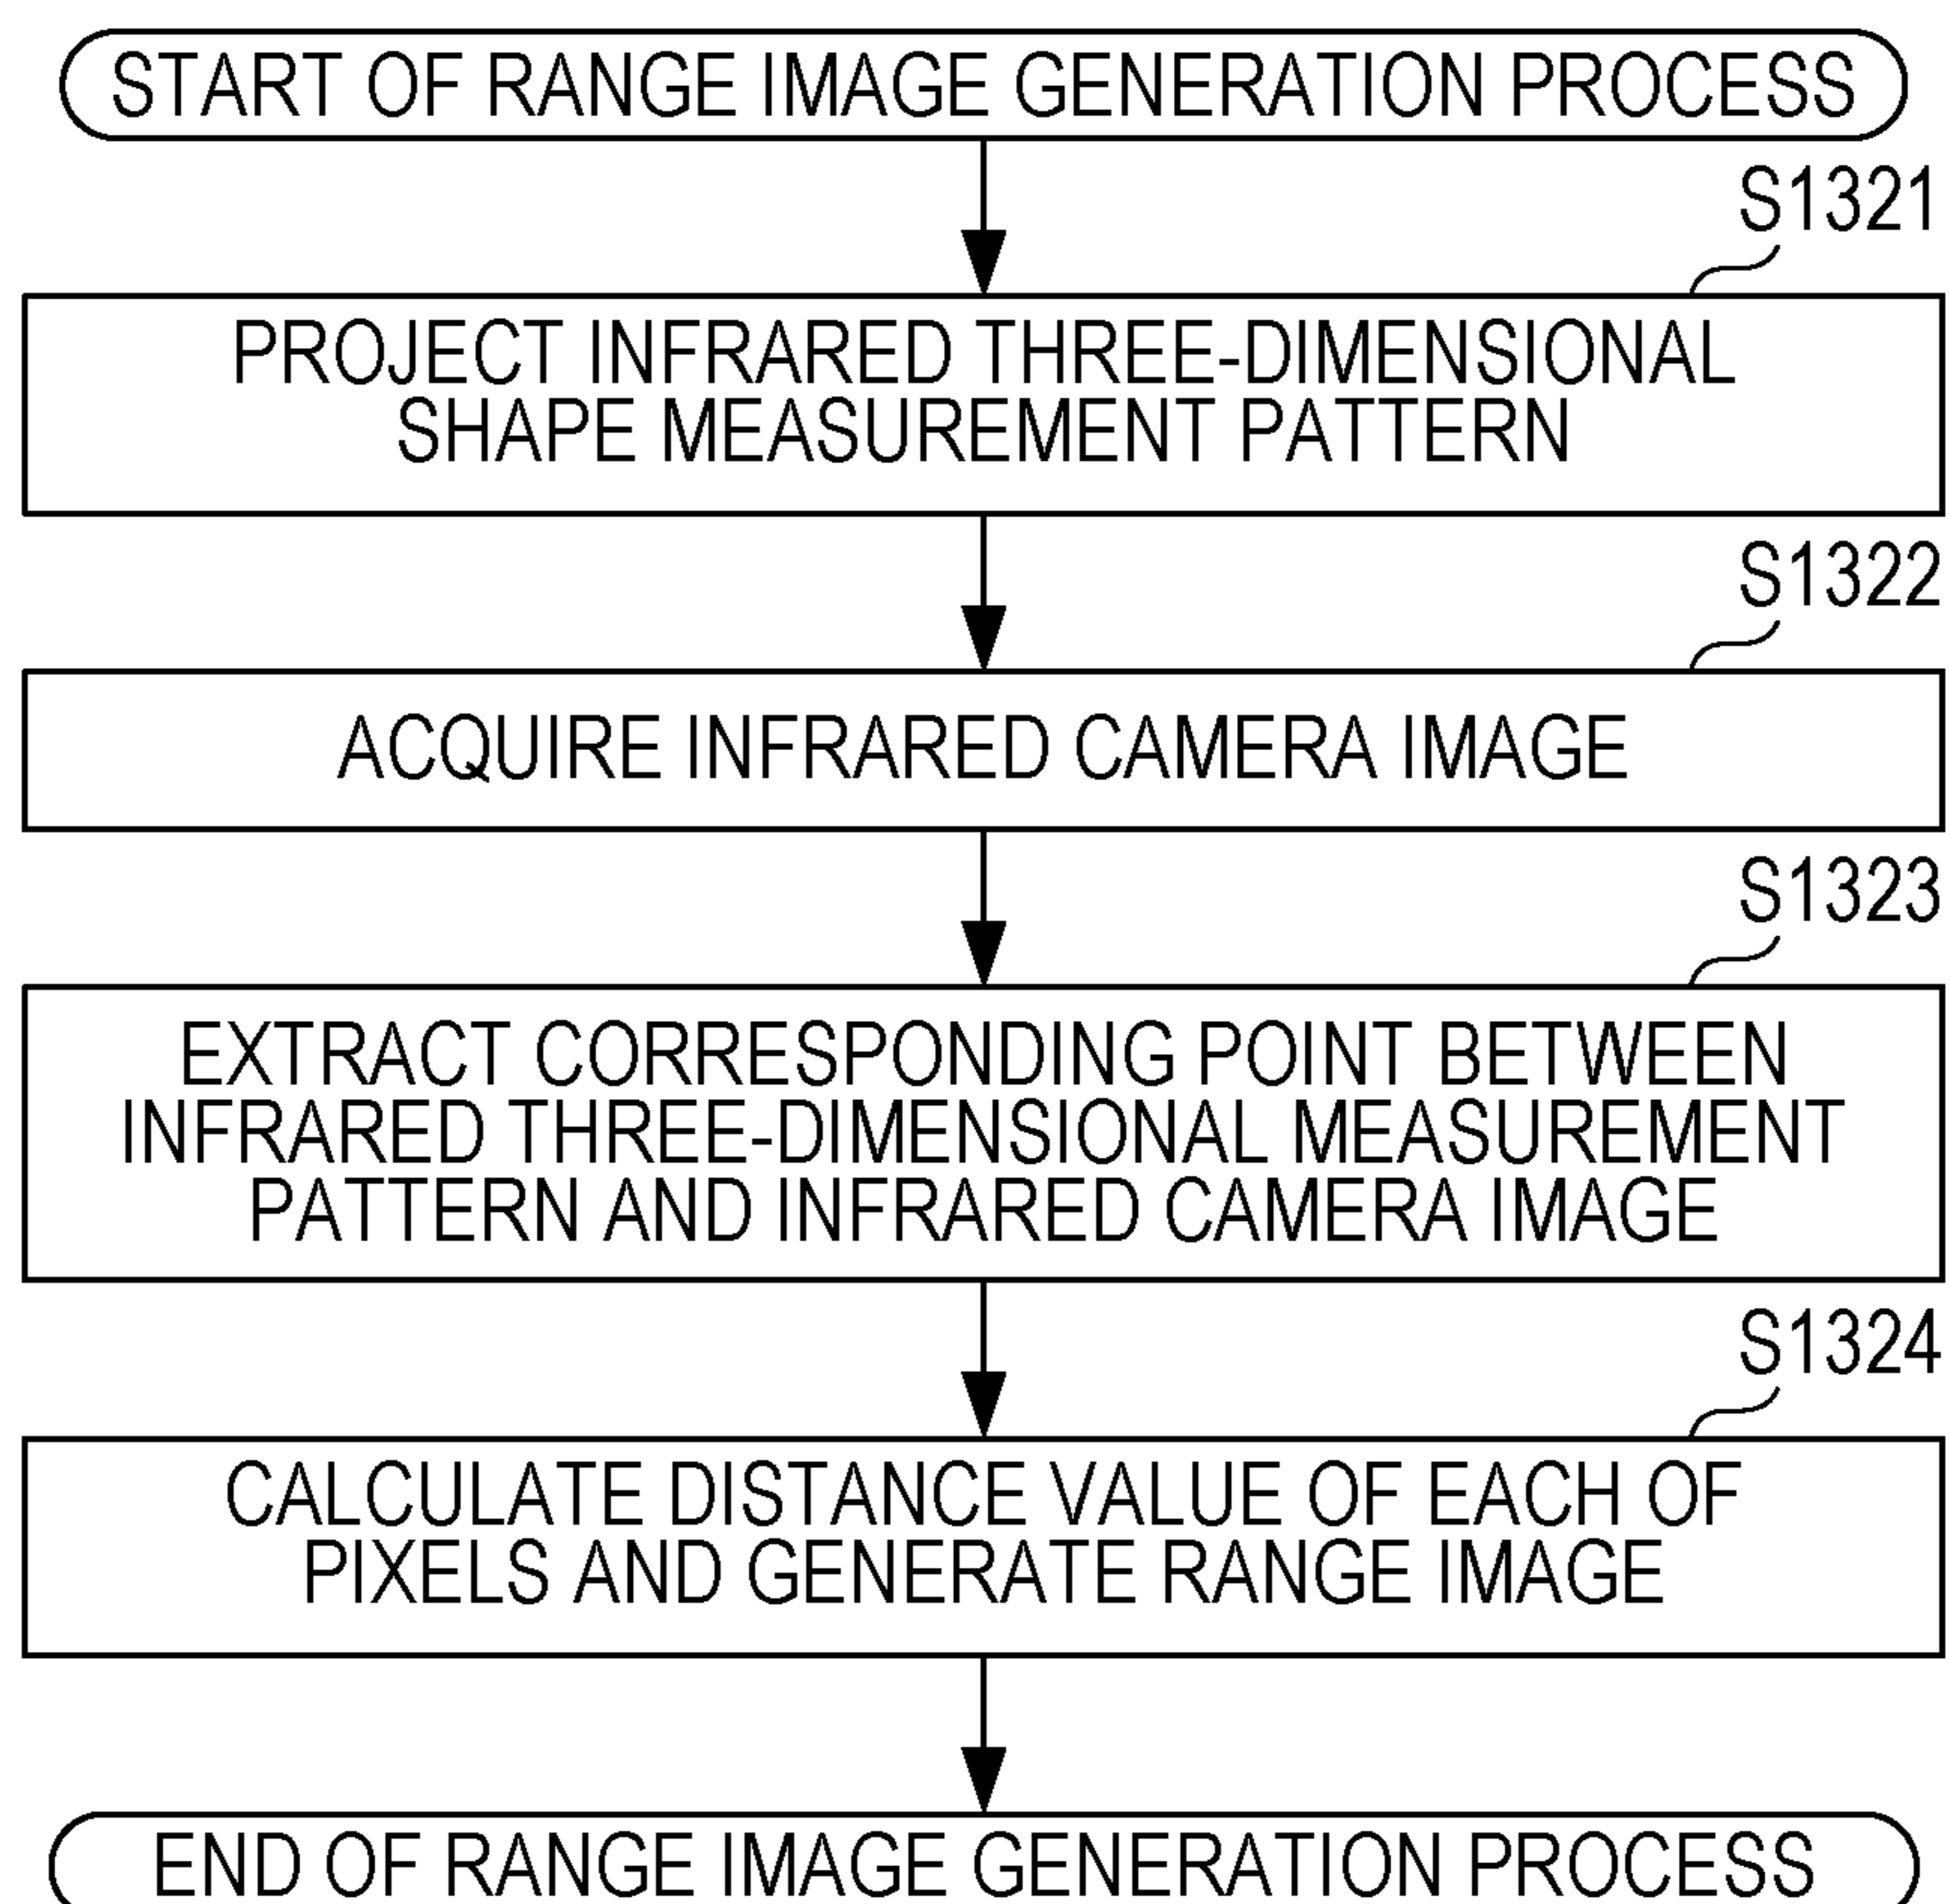 START OF RANGE IMAGE GENERATION PROCESS
S1321
PROJECT INFRARED THREE-DIMENSIONAL
SHAPE MEASUREMENT PATTERN
S1322
ACQUIRE INFRARED CAMERA IMAGE
S1323
EXTRACT CORRESPONDING POINT BETWEEN
INFRARED THREE-DIMENSIONAL MEASUREMENT
PATTERN AND INFRARED CAMERA IMAGE
S1324
CALCULATE DISTANCE VALUE OF EACH OF
PIXELS AND GENERATE RANGE IMAGE
END OF RANGE IMAGE GENERATION PROCESS